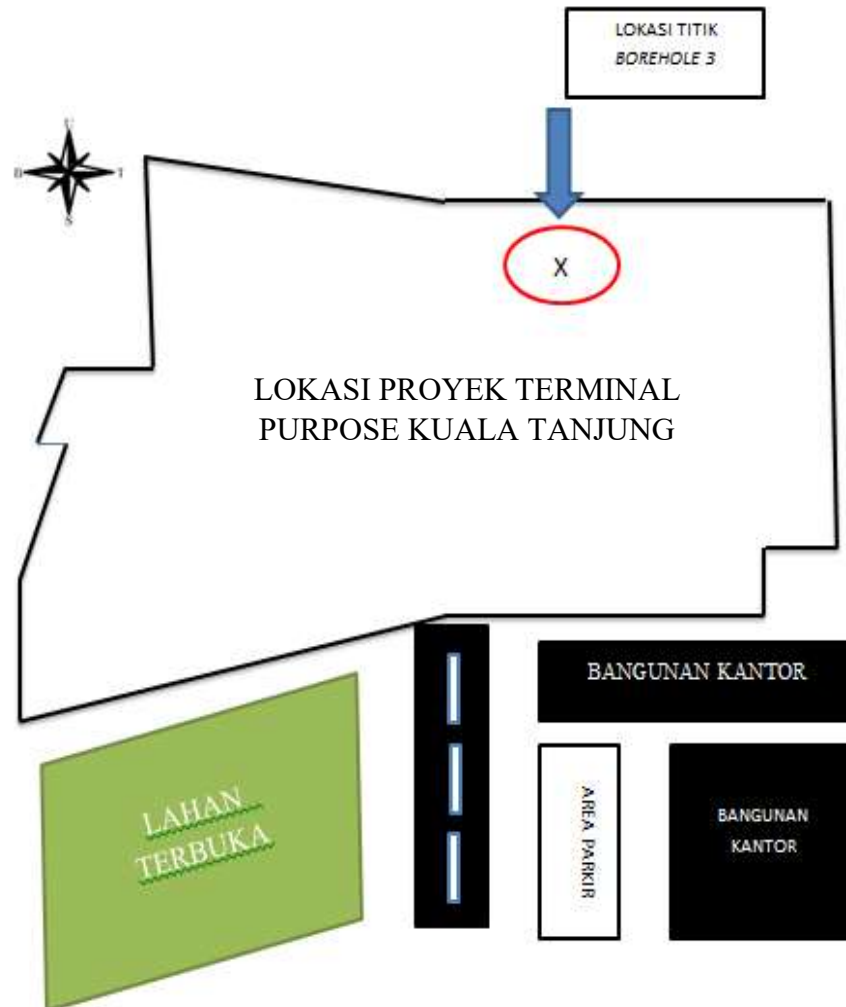 LOKASI TITIK
BOREHOLE 3
U
B
T
S
X
LOKASI PROYEK TERMINAL
PURPOSE KUALA TANJUNG
BANGUNAN KANTOR
LAHAN
TERBUKA
AREA PARKIR
BANGUNAN
KANTOR